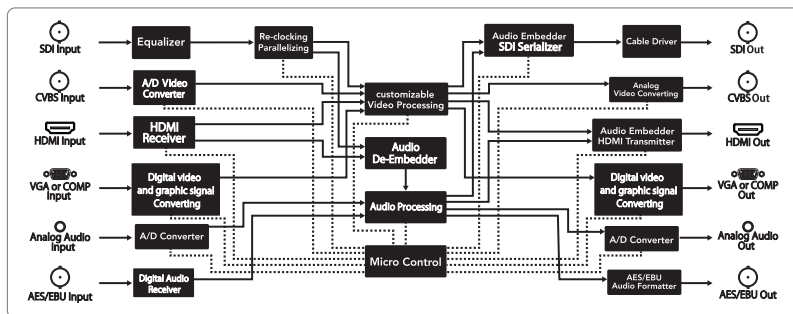 SDI Input
Equalizer
Re-clocking
Parallelizing
Audio Embedder
SDI Serializer
Cable Driver
SDI Out
CVBS Input
A/D Video
Converter
customizable
Video Processing
Analog
Video Converting
CVBS Out
HDMI Input
HDMI
Receiver
Audio
De-Embedder
Audio Embedder
HDMI Transmitter
HDMI Out
VGA or COMP
Input
Digital video
and graphic signal
Converting
Audio Processing
Digital video
and graphic signal
Converting
VGA or COMP
Out
Analog Audio
Input
A/D Converter
Micro Control
A/D Converter
Analog Audio
Out
AES/EBU Input
Digital Audio
Receiver
AES/EBU
Audio Formatter
AES/EBU Out